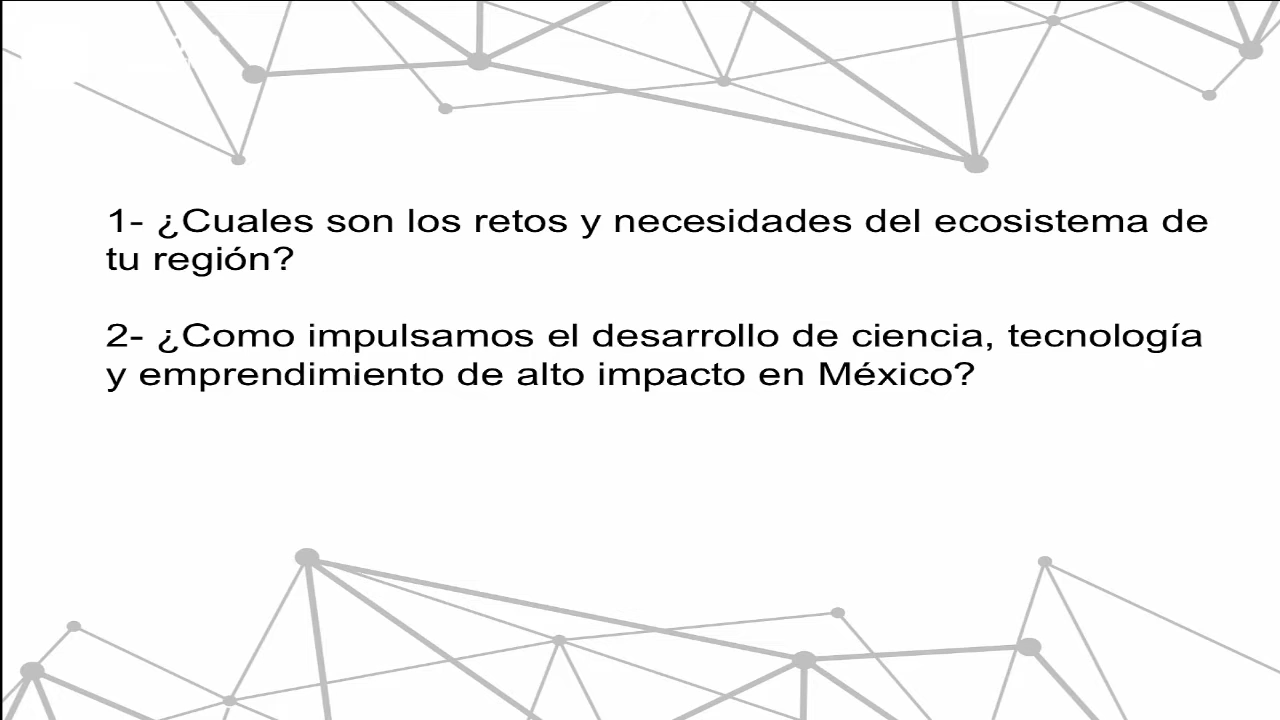 1- ¿Cuales son los retos y necesidades del ecosistema de
tu región?
2- ¿Como impulsamos el desarrollo de ciencia, tecnología
y emprendimiento de alto impacto en México?